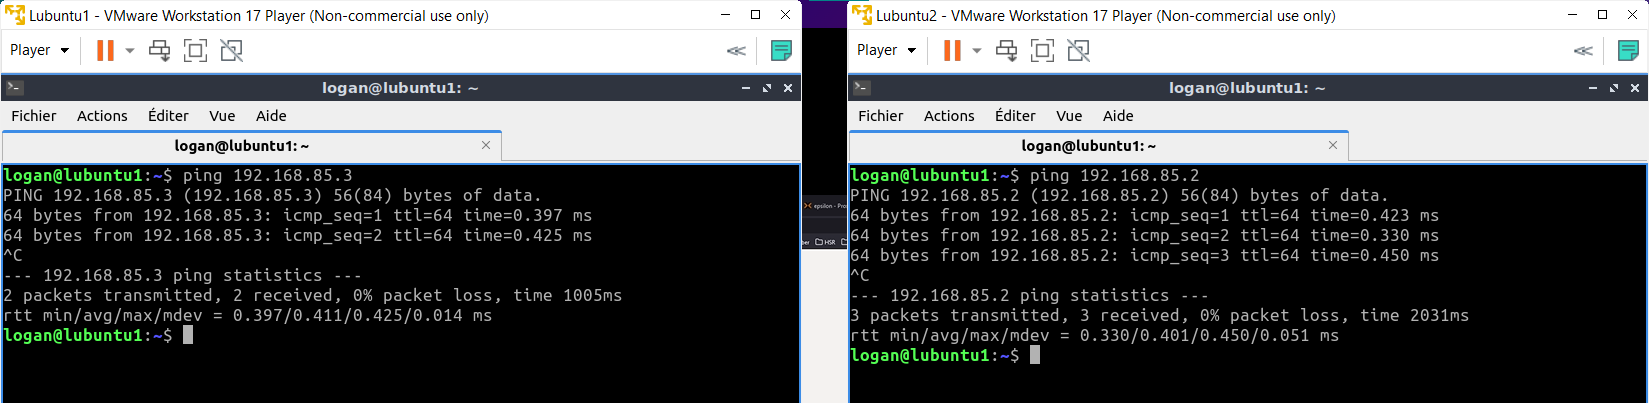 Lubuntu1 - VMware Workstation 17 Player (Non-commercial use only)
Player
logan@lubuntu1: ~
Fichier Actions Éditer Vue Aide
logan@lubuntu1: ~
logan@lubuntu1:~$ ping 192.168.85.3
PING 192.168.85.3 (192.168.85.3) 56(84) bytes of data.
64 bytes from 192.168.85.3: icmp_seq=1 ttl=64 time=0.397 ms
64 bytes from 192.168.85.3: icmp_seq=2 ttl=64 time=0.425 ms
^C
--- 192.168.85.3 ping statistics ---
2 packets transmitted, 2 received, 0% packet loss, time 1005ms
rtt min/avg/max/mdev = 0.397/0.411/0.425/0.014 ms
logan@lubuntu1:~$
epsilon - Pro
ber HSR
Lubuntu2 - VMware Workstation 17 Player (Non-commercial use only)
Player
logan@lubuntu1: ~
Fichier Actions Éditer Vue Aide
logan@lubuntu1: ~
logan@lubuntu1:~$ ping 192.168.85.2
PING 192.168.85.2 (192.168.85.2) 56(84) bytes of data.
64 bytes from 192.168.85.2: icmp_seq=1 ttl=64 time=0.423 ms
64 bytes from 192.168.85.2: icmp_seq=2 ttl=64 time=0.330 ms
64 bytes from 192.168.85.2: icmp_seq=3 ttl=64 time=0.450 ms
^C
--- 192.168.85.2 ping statistics ---
3 packets transmitted, 3 received, 0% packet loss, time 2031ms
rtt min/avg/max/mdev = 0.330/0.401/0.450/0.051 ms
logan@lubuntu1:~$